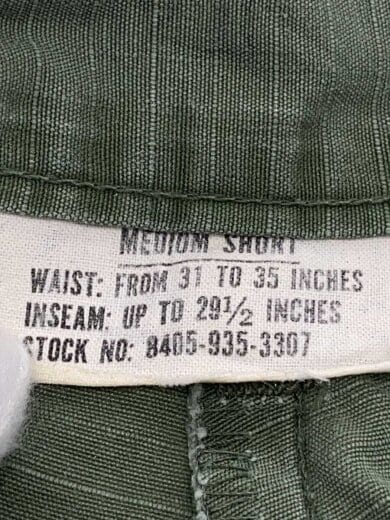 MEDIUM SHORT
WAIST: FROM 31 TO 35 INCHES
INSEAM: UP TO 29½ INCHES
STOCK NO: 8405-935-3307